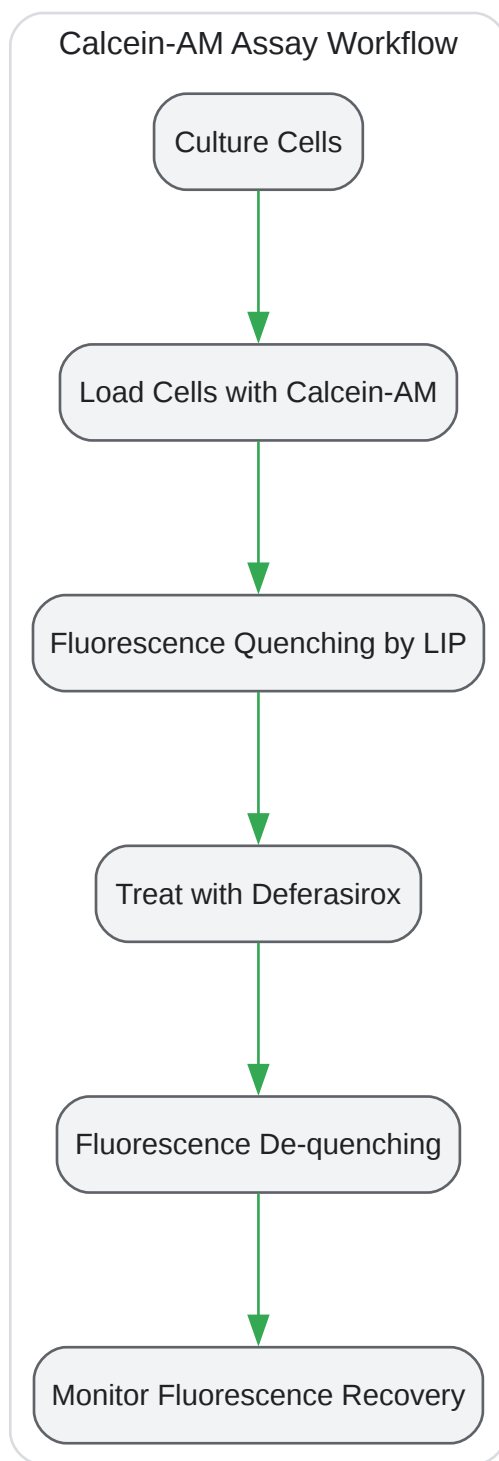 Calcein-AM Assay Workflow
Culture Cells
Load Cells with Calcein-AM
Fluorescence Quenching by LIP
Treat with Deferasirox
Fluorescence De-quenching
Monitor Fluorescence Recovery